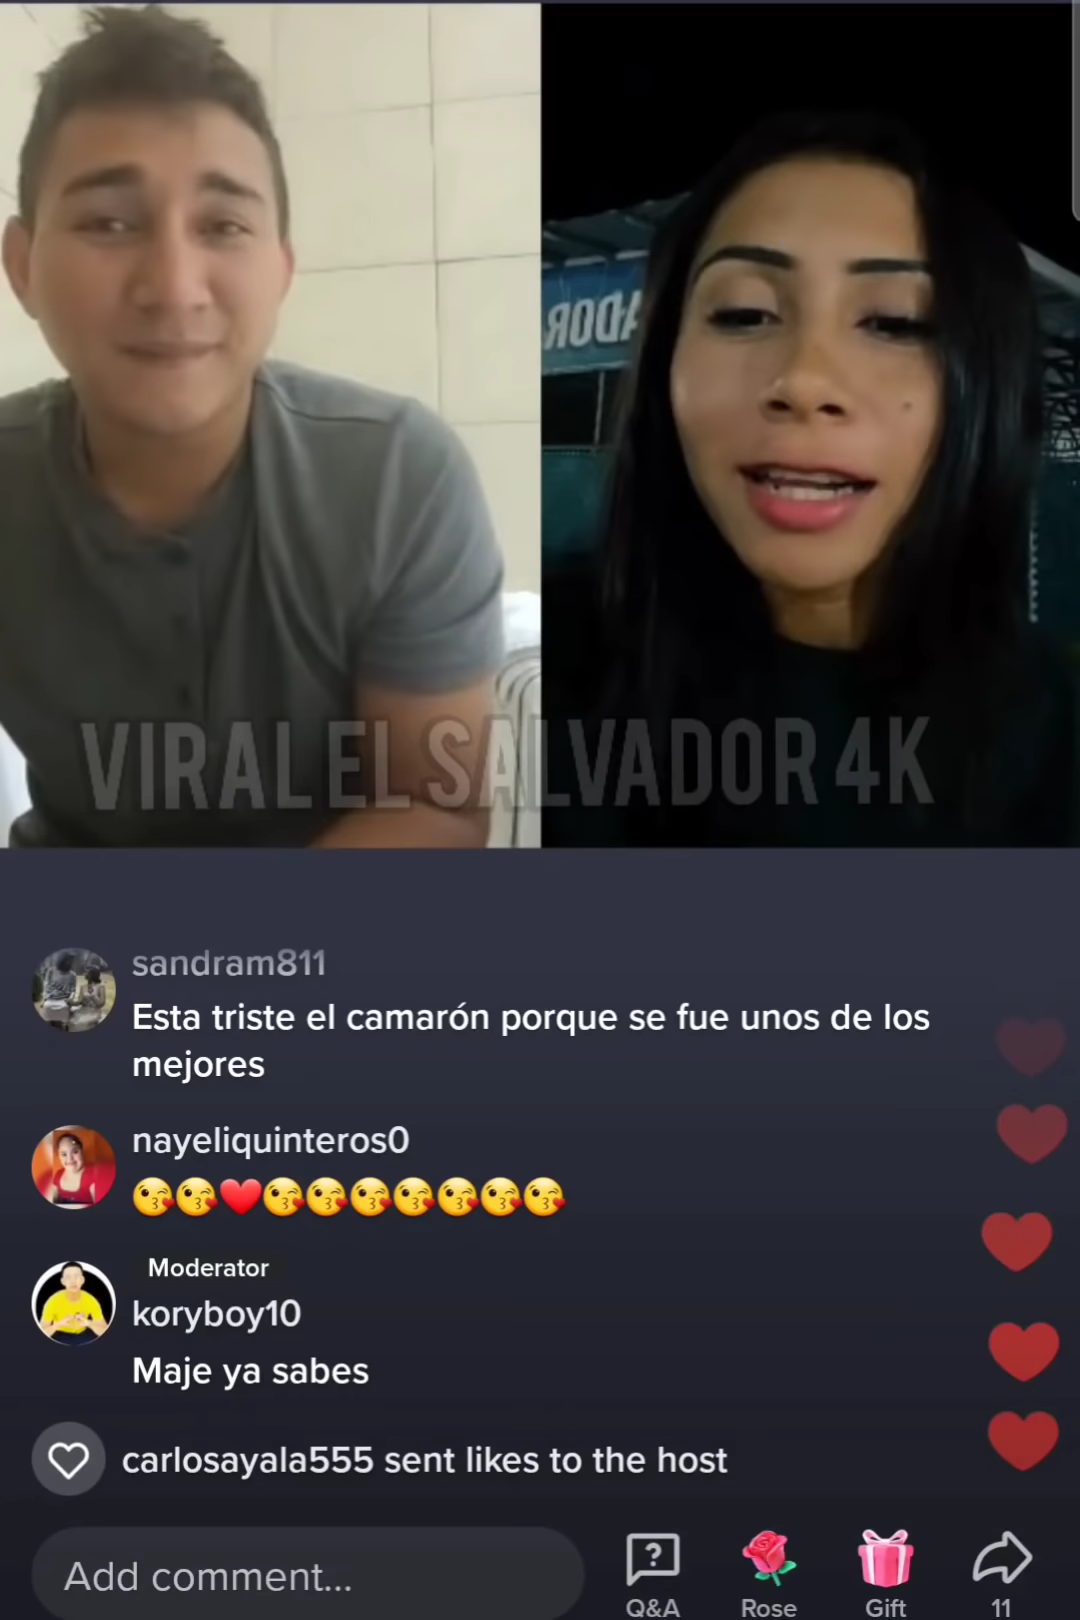 ADOR
VIRAL EL SALVADOR 4K
sandram811
Esta triste el camarón porque se fue unos de los
mejores
nayeliquinteros0
😘😘❤️😘😘😘😘😘😘😘
Moderator
koryboy10
Maje ya sabes
carlosayala555 sent likes to the host
Add comment...
Q&A
Rose
Gift
11